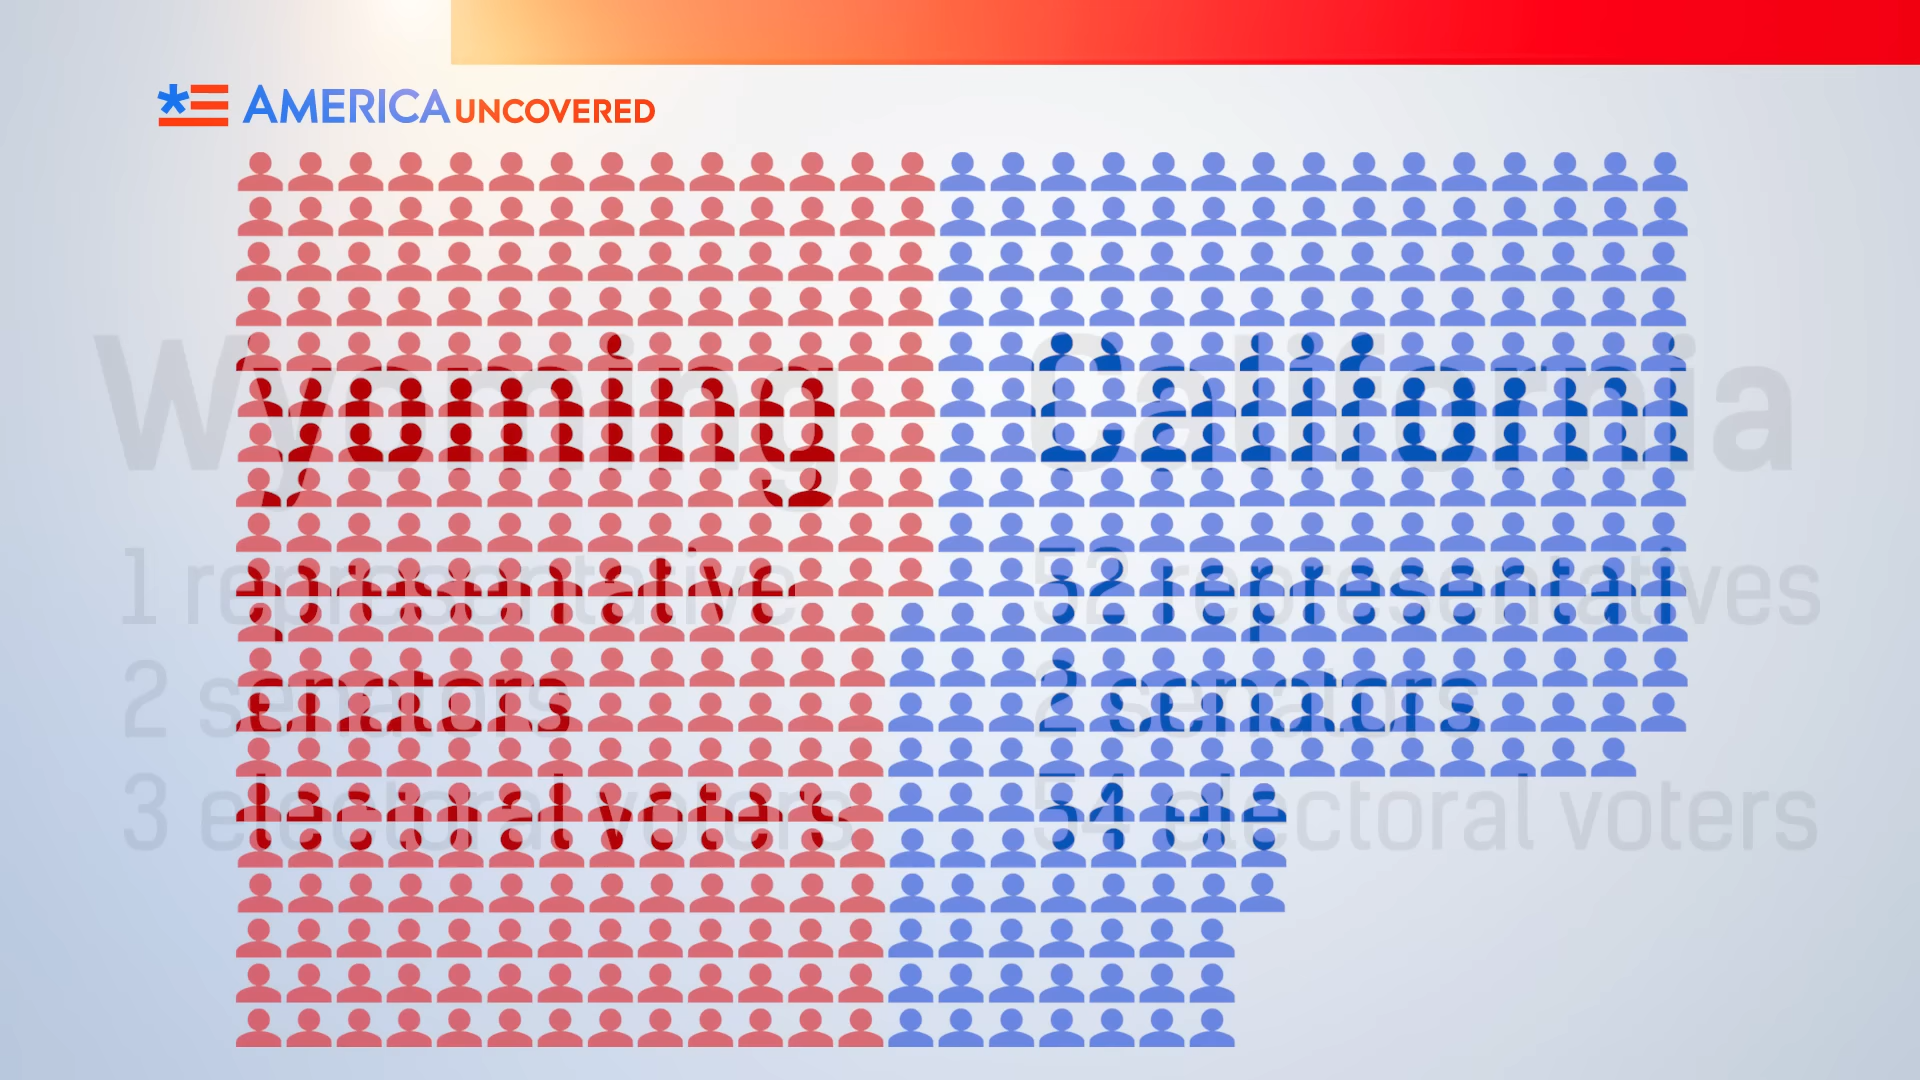 AMERICA UNCOVERED
Wyoming California
1 representative 52 representatives
2 senators 2 senators
3 electoral voters 54 electoral voters